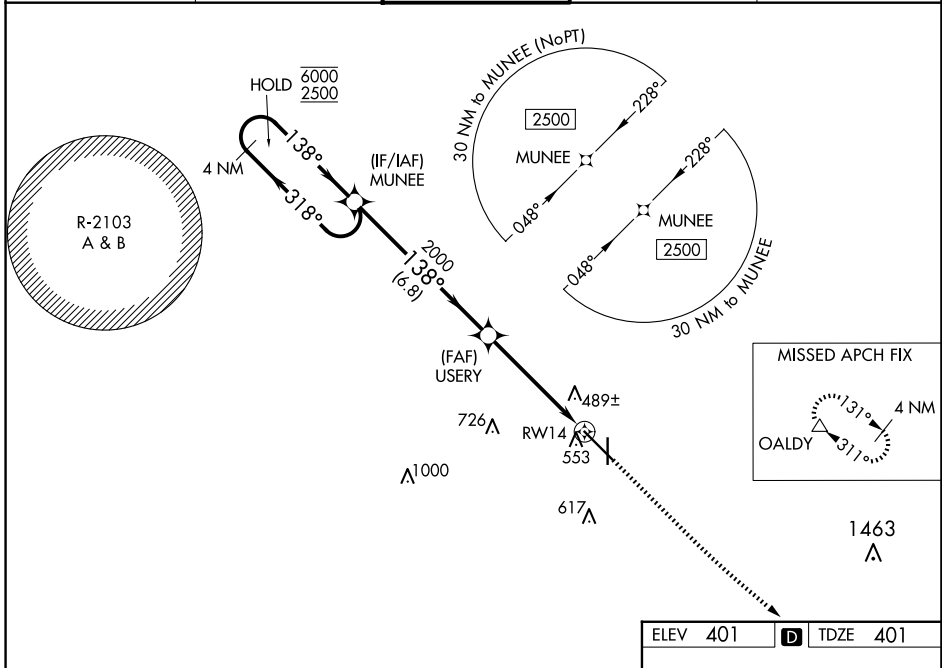 HOLD 6000
2500
4 NM
138°
318°
(IF/IAF)
MUNEE
R-2103
A & B
2000
138°
(6.8)
(FAF)
USERY
30 NM to MUNEE (NoPT)
2500
MUNEE
228°
048°
228°
MUNEE
2500
048°
30 NM to MUNEE
MISSED APCH FIX
131°
4 NM
OALDY
311°
489±
726
RW14
553
1000
617
1463
ELEV 401 D TDZE 401